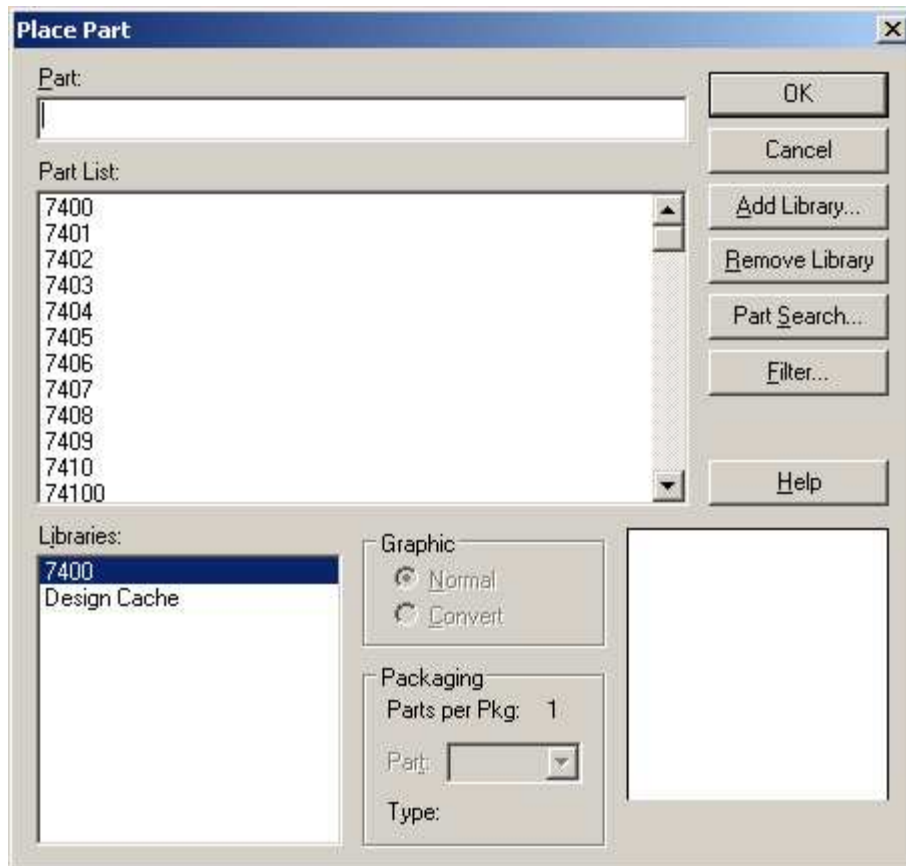 Place Part
Part:
OK
Cancel
Part List:
7400
7401
7402
7403
7404
7405
7406
7407
7408
7409
7410
74100
Add Library...
Remove Library
Part Search...
Filter...
Help
Libraries:
7400
Design Cache
Graphic
Normal
Convert
Packaging
Parts per Pkg: 1
Part:
Type: